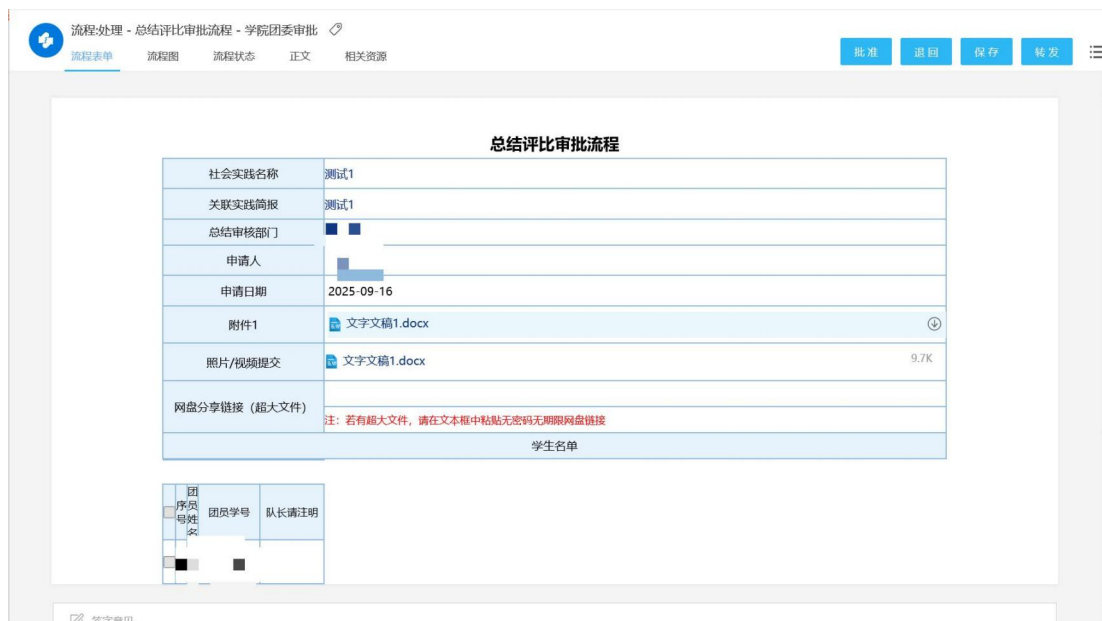 流程:处理 - 总结评比审批流程 - 学院团委审批
流程表单 流程图 流程状态 正文 相关资源
批准 退回 保存 转发
总结评比审批流程
社会实践名称 测试1
关联实践简报 测试1
总结审核部门
申请人
申请日期 2025-09-16
附件1 文字文稿1.docx
照片/视频提交 文字文稿1.docx 9.7K
网盘分享链接（超大文件）
注：若有超大文件，请在文本框中粘贴无密码无期限网盘链接
学生名单
序号 团员姓名 团员学号 队长请注明
签字意见